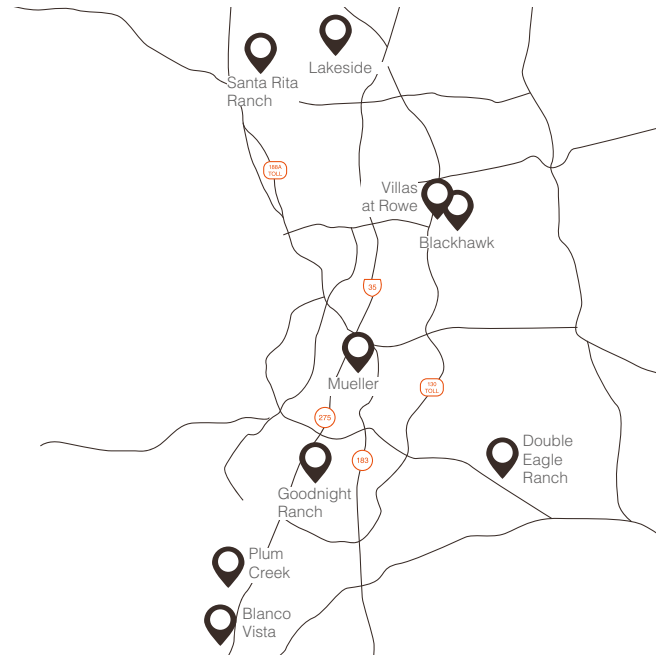 Lakeside
Santa Rita
Ranch
186A
TOLL
Villas
at Rowe
Blackhawk
35
Mueller
130
TOLL
275
Double
Eagle
Ranch
183
Goodnight
Ranch
Plum
Creek
Blanco
Vista